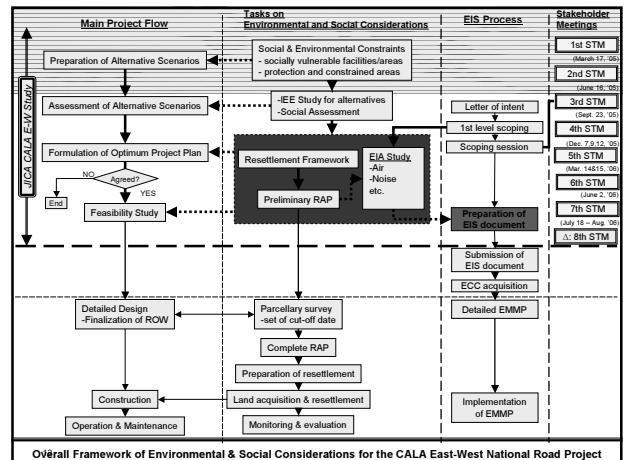 Main Project Flow
Tasks on
Environmental and Social Considerations
EIS Process
Stakeholder
Meetings
JICA CALA E-W Study
Preparation of Alternative Scenarios
Assessment of Alternative Scenarios
Formulation of Optimum Project Plan
NO
Agreed?
YES
End
Feasibility Study
Detailed Design
-Finalization of ROW
Construction
Operation & Maintenance
Social & Environmental Constraints
- socially vulnerable facilities/areas
- protection and constrained areas
-IEE Study for alternatives
-Social Assessment
Resettlement Framework
Preliminary RAP
EIA Study
-Air
-Noise
etc.
Parcellary survey
-set of cut-off date
Complete RAP
Preparation of resettlement
Land acquisition & resettlement
Monitoring & evaluation
Letter of intent
1st level scoping
Scoping session
Preparation of
EIS document
Submission of
EIS document
ECC acquisition
Detailed EMMP
Implementation
of EMMP
1st STM
(March 17, '05)
2nd STM
(June 16, '05)
3rd STM
(Sept. 23, '05)
4th STM
(Dec. 7,9,12, '05)
5th STM
(Mar. 14&15, '06)
6th STM
(June 2, '06)
7th STM
(July 18 – Aug. '06)
Δ: 8th STM
Overall Framework of Environmental & Social Considerations for the CALA East-West National Road Project